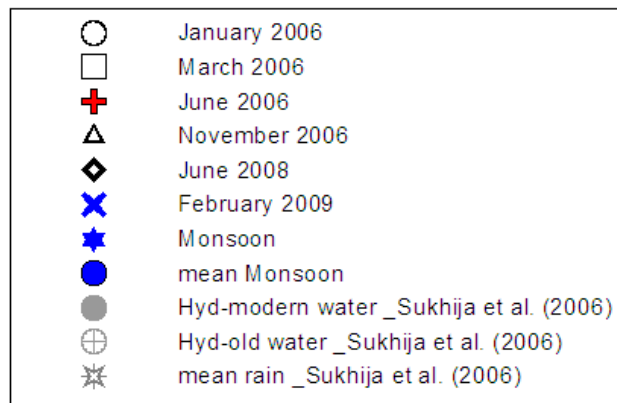 January 2006
March 2006
June 2006
November 2006
June 2008
February 2009
Monsoon
mean Monsoon
Hyd-modern water _Sukhija et al. (2006)
Hyd-old water _Sukhija et al. (2006)
mean rain _Sukhija et al. (2006)